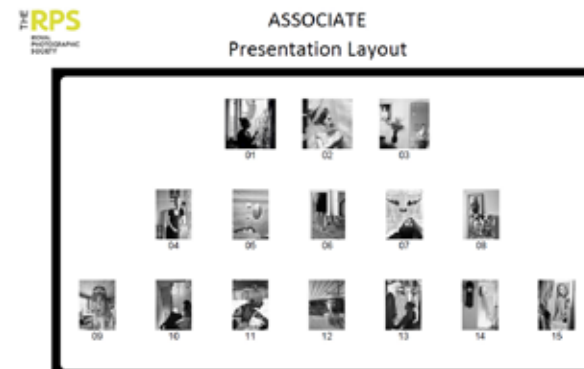 THE RPS
ROYAL
PHOTOGRAPHIC
SOCIETY
ASSOCIATE
Presentation Layout
01 02 03
04 05 06 07 08
09 10 11 12 13 14 15